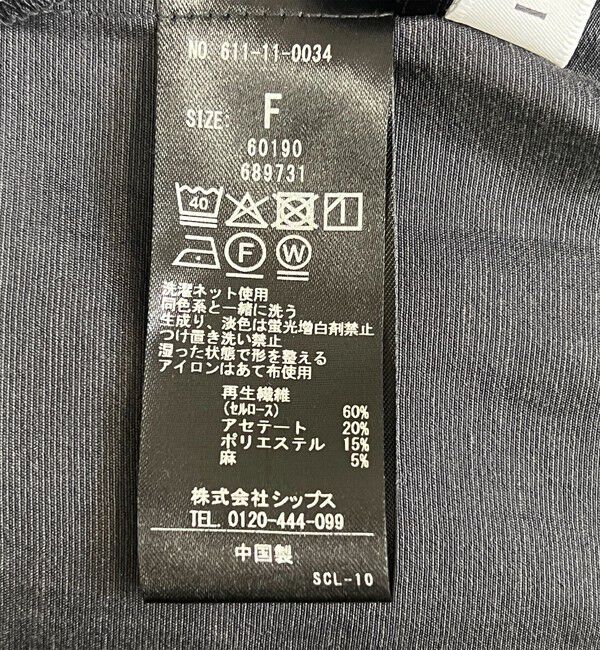 NO. 611-11-0034
SIZE: F
60190
689731
40
F W
洗濯ネット使用
同色系と一緒に洗う
生成り、淡色は蛍光増白剤禁止
つけ置き洗い禁止
湿った状態で形を整える
アイロンはあて布使用
再生繊維
(セルロース) 60%
アセテート 20%
ポリエステル 15%
麻 5%
株式会社シップス
TEL. 0120-444-099
中国製
SCL-10